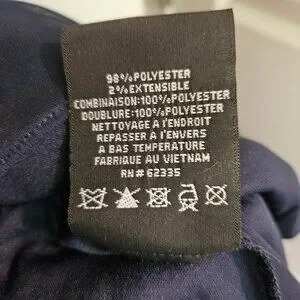 98%POLYESTER
2%EXTENSIBLE
COMBINAISON:100%POLYESTER
DOUBLURE:100%POLYESTER
NETTOYAGE A L'ENDROIT
REPASSER A L'ENVERS
A BAS TEMPERATURE
FABRIQUE AU VIETNAM
RN# 62335